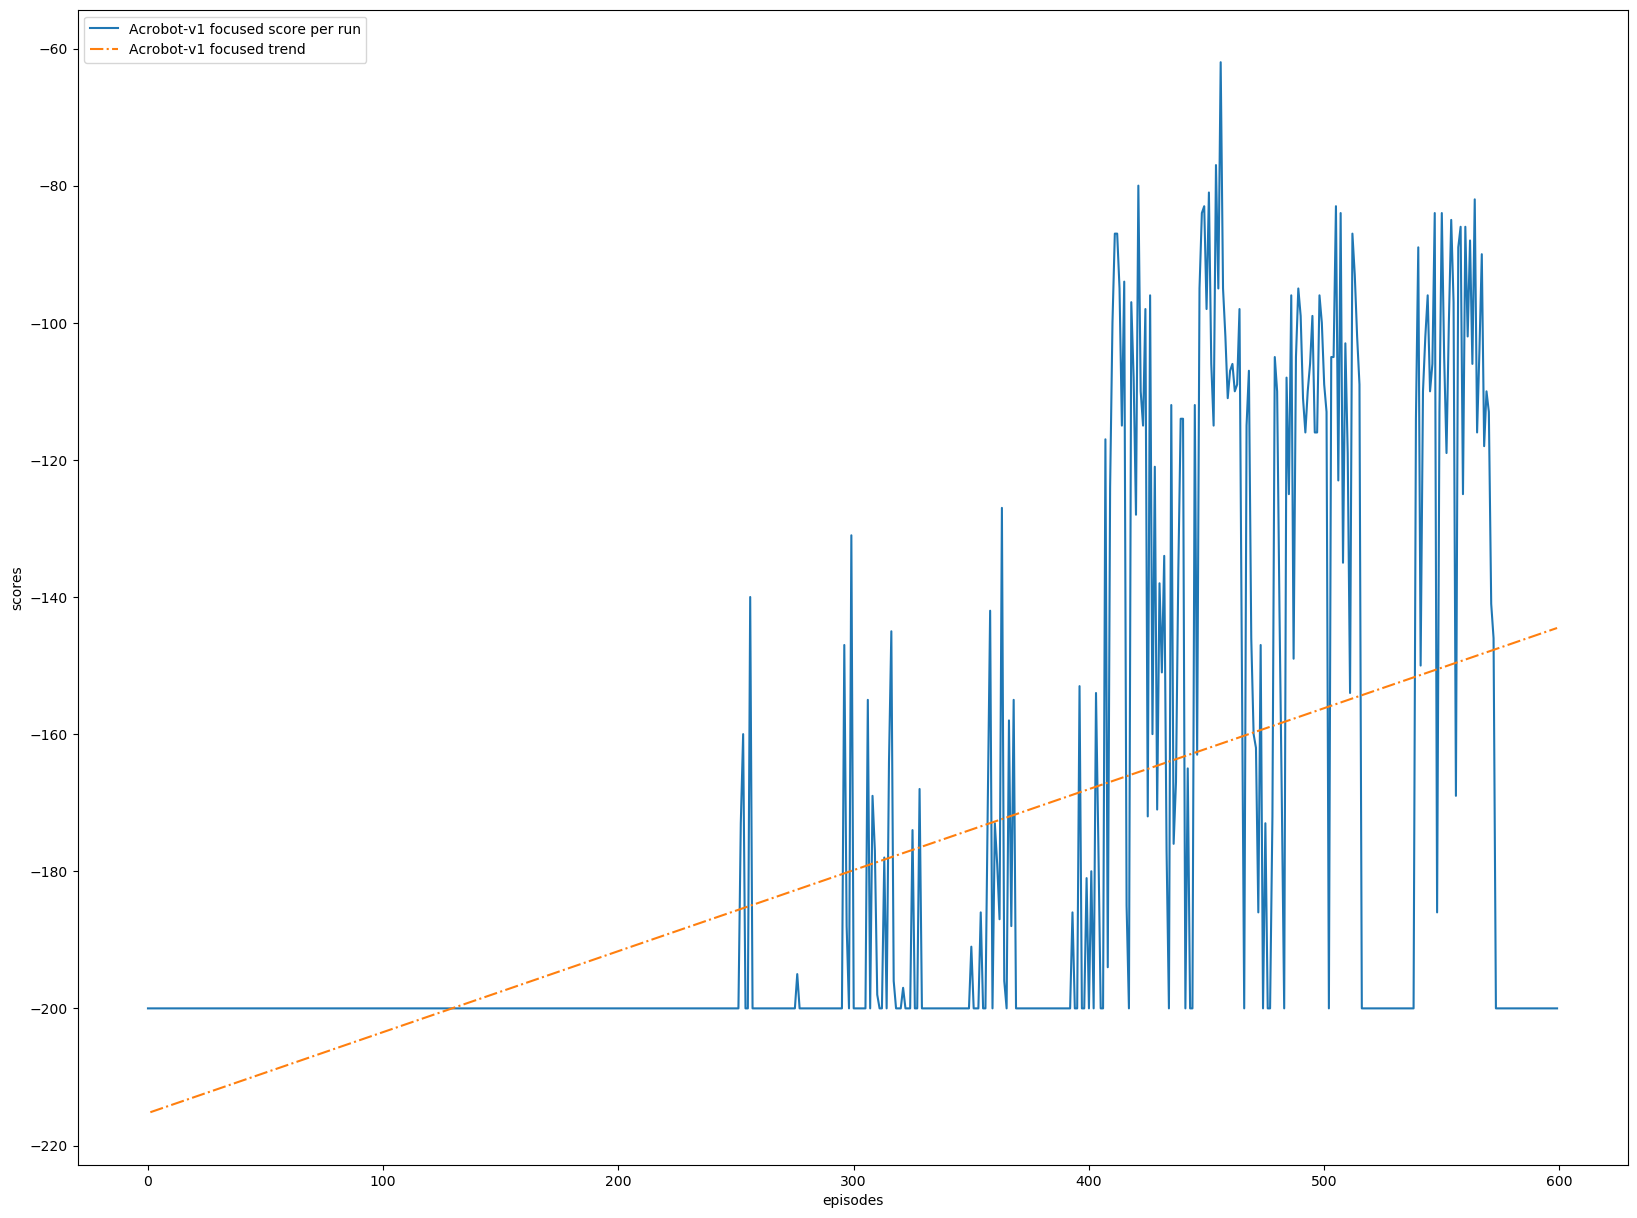 Acrobot-v1 focused score per run
Acrobot-v1 focused trend
−60
−80
−100
−120
−140
−160
−180
−200
−220
scores
0 100 200 300 400 500 600
episodes